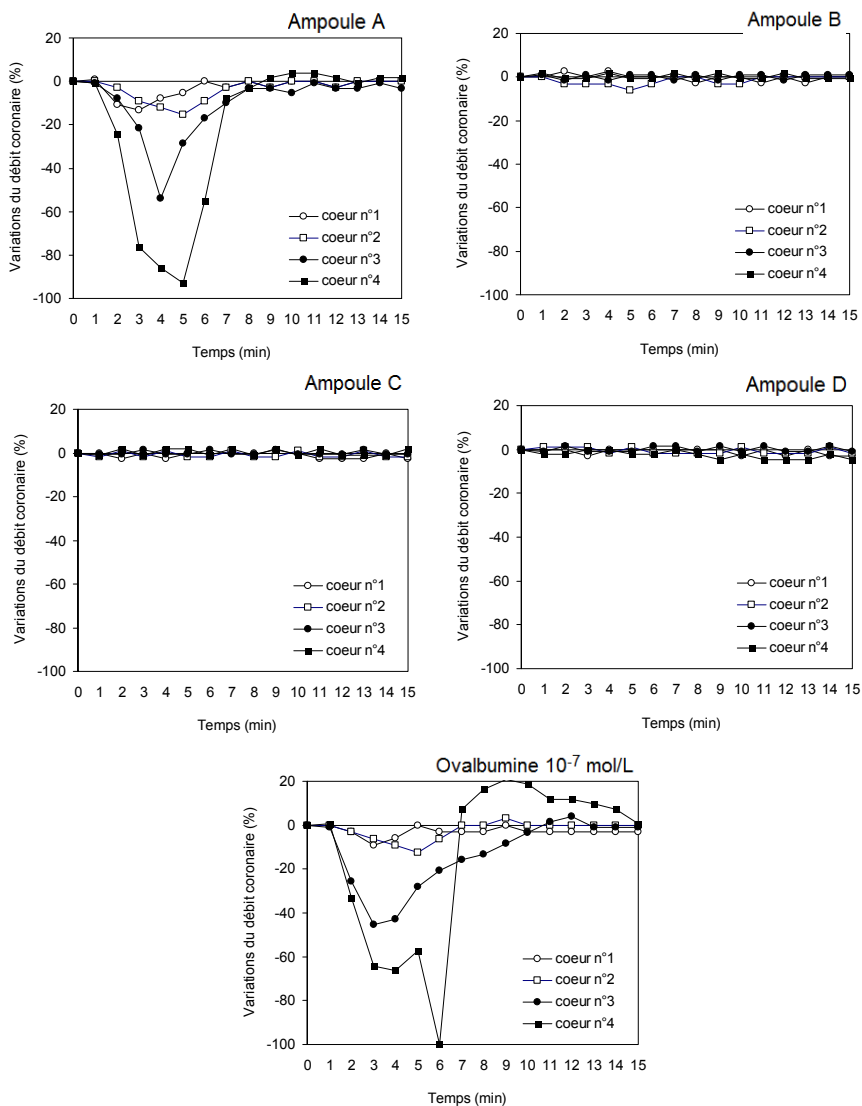 Ampoule A
Variations du débit coronaire (%)
20
0
-20
-40
-60
-80
-100
coeur n°1
coeur n°2
coeur n°3
coeur n°4
0 1 2 3 4 5 6 7 8 9 10 11 12 13 14 15
Temps (min)
Ampoule B
Variations du débit coronaire (%)
20
0
-20
-40
-60
-80
-100
coeur n°1
coeur n°2
coeur n°3
coeur n°4
0 1 2 3 4 5 6 7 8 9 10 11 12 13 14 15
Temps (min)
Ampoule C
Variations du débit coronaire (%)
20
0
-20
-40
-60
-80
-100
coeur n°1
coeur n°2
coeur n°3
coeur n°4
0 1 2 3 4 5 6 7 8 9 10 11 12 13 14 15
Temps (min)
Ampoule D
Variations du débit coronaire (%)
20
0
-20
-40
-60
-80
-100
coeur n°1
coeur n°2
coeur n°3
coeur n°4
0 1 2 3 4 5 6 7 8 9 10 11 12 13 14 15
Temps (min)
Ovalbumine 10⁻⁷ mol/L
Variations du débit coronaire (%)
20
0
-20
-40
-60
-80
-100
coeur n°1
coeur n°2
coeur n°3
coeur n°4
0 1 2 3 4 5 6 7 8 9 10 11 12 13 14 15
Temps (min)